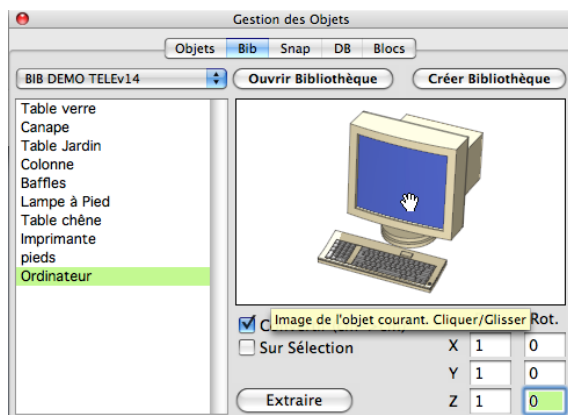 Gestion des Objets
Objets Bib Snap DB Blocs
BIB DEMO TELEv14 Ouvrir Bibliothèque Créer Bibliothèque
Table verre
Canape
Table Jardin
Colonne
Baffles
Lampe à Pied
Table chêne
Imprimante
pieds
Ordinateur
Image de l'objet courant. Cliquer/Glisser Rot.
Sur Sélection X 1 0
Y 1 0
Extraire Z 1 0